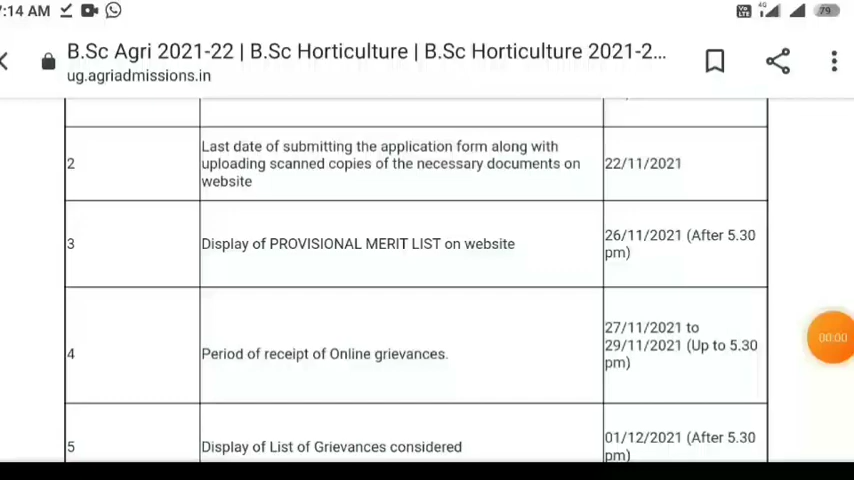 :14 AM
Vo LTE 4G 79
B.Sc Agri 2021-22 | B.Sc Horticulture | B.Sc Horticulture 2021-2...
ug.agriadmissions.in
2
Last date of submitting the application form along with
uploading scanned copies of the necessary documents on
website
22/11/2021
3
Display of PROVISIONAL MERIT LIST on website
26/11/2021 (After 5.30
pm)
4
Period of receipt of Online grievances.
27/11/2021 to
29/11/2021 (Up to 5.30
pm)
00:00
5
Display of List of Grievances considered
01/12/2021 (After 5.30
pm)